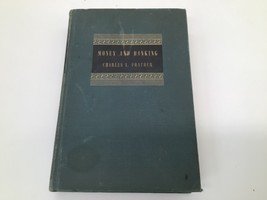 MONEY AND BANKING
CHARLES L. PRATHER